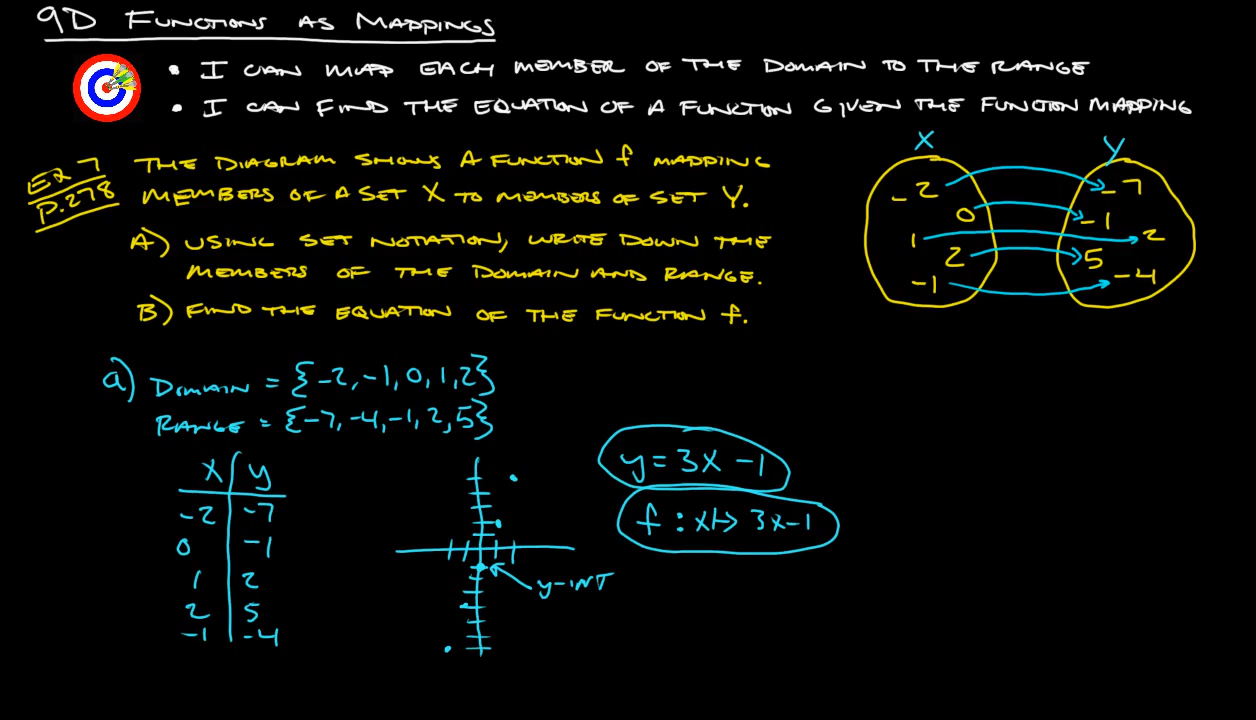 9D FUNCTIONS AS MAPPINGS
• I CAN MAP EACH MEMBER OF THE DOMAIN TO THE RANGE
• I CAN FIND THE EQUATION OF A FUNCTION GIVEN THE FUNCTION MAPPING
EX 7
P.278
THE DIAGRAM SHOWS A FUNCTION f MAPPING
MEMBERS OF A SET X TO MEMBERS OF SET Y.
A) USING SET NOTATION, WRITE DOWN THE
MEMBERS OF THE DOMAIN AND RANGE.
B) FIND THE EQUATION OF THE FUNCTION f.
X Y
-2 -7
0 -1
1 2
2 5
-1 -4
a) DOMAIN = {-2, -1, 0, 1, 2}
RANGE = {-7, -4, -1, 2, 5}
X y
-2 -7
0 -1
1 2
2 5
-1 -4
y-INT
y = 3x - 1
f : x ↦ 3x-1